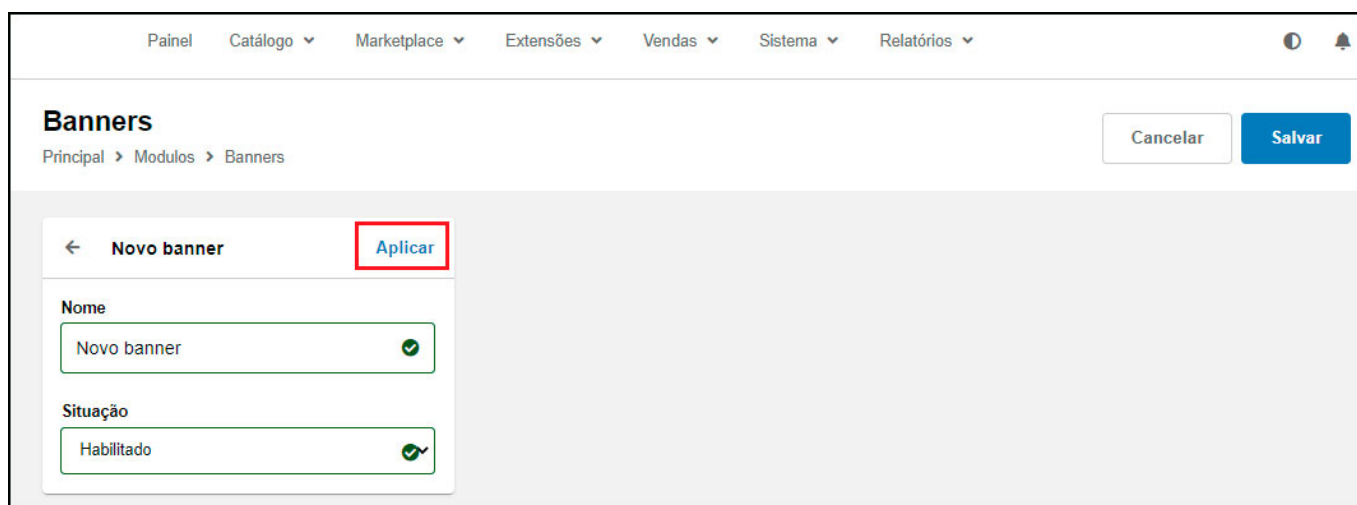 Painel Catálogo Marketplace Extensões Vendas Sistema Relatórios
Banners
Cancelar Salvar
Principal > Modulos > Banners
Novo banner Aplicar
Nome
Novo banner
Situação
Habilitado